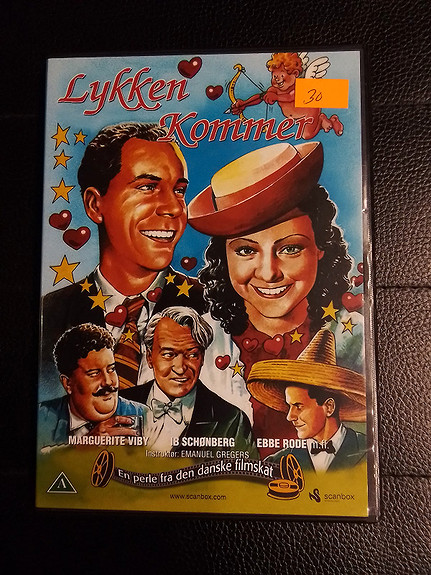 Lykken
Kommer
30
MARGUERITE VIBY IB SCHØNBERG EBBE RODE m.fl.
Instruktør: EMANUEL GREGERS
En perle fra den danske filmskat
A
www.scanbox.com
scanbox